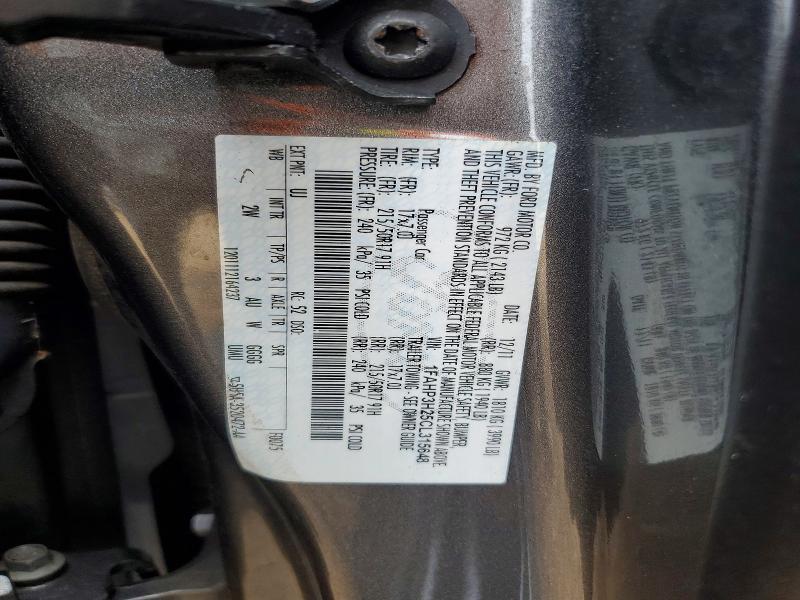 MFD. BY FORD MOTOR CO.
DATE: 12/11 GVWR: 1810 KG ( 3990 LB)
GAWR: (FR): 972 KG ( 2143 LB) (RR): 880 KG ( 1940 LB)
THIS VEHICLE CONFORMS TO ALL APPLICABLE FEDERAL MOTOR VEHICLE SAFETY, BUMPER,
AND THEFT PREVENTION STANDARDS IN EFFECT ON THE DATE OF MANUFACTURE SHOWN ABOVE.
VIN: 1FAHP3F25CL315648
TYPE: Passenger Car TRAILER TOWING - SEE OWNER GUIDE
RIM (FR): 17x7.0J (RR): 17x7.0J
TIRE (FR): 215/50R17 91H (RR): 215/50R17 91H
PRESSURE (FR): 240 kPa/ 35 PSI COLD (RR): 240 kPa/ 35 PSI COLD
EXT PNT: UJ RC: 52 DSO:
WB INT TR TP/PS R AXLE TR SPR
2W 3 AU W GGGG
UWU